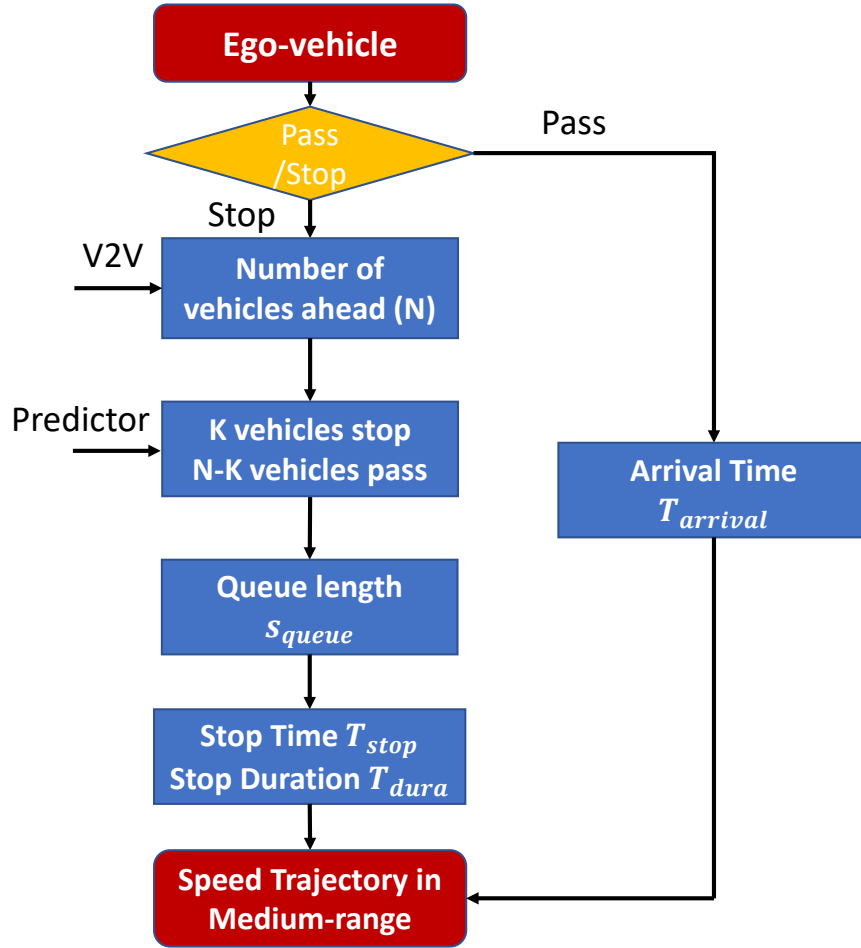 Ego-vehicle
Pass
/Stop
Pass
Stop
V2V
Number of
vehicles ahead (N)
Predictor
K vehicles stop
N-K vehicles pass
Arrival Time
T_arrival
Queue length
s_queue
Stop Time T_stop
Stop Duration T_dura
Speed Trajectory in
Medium-range